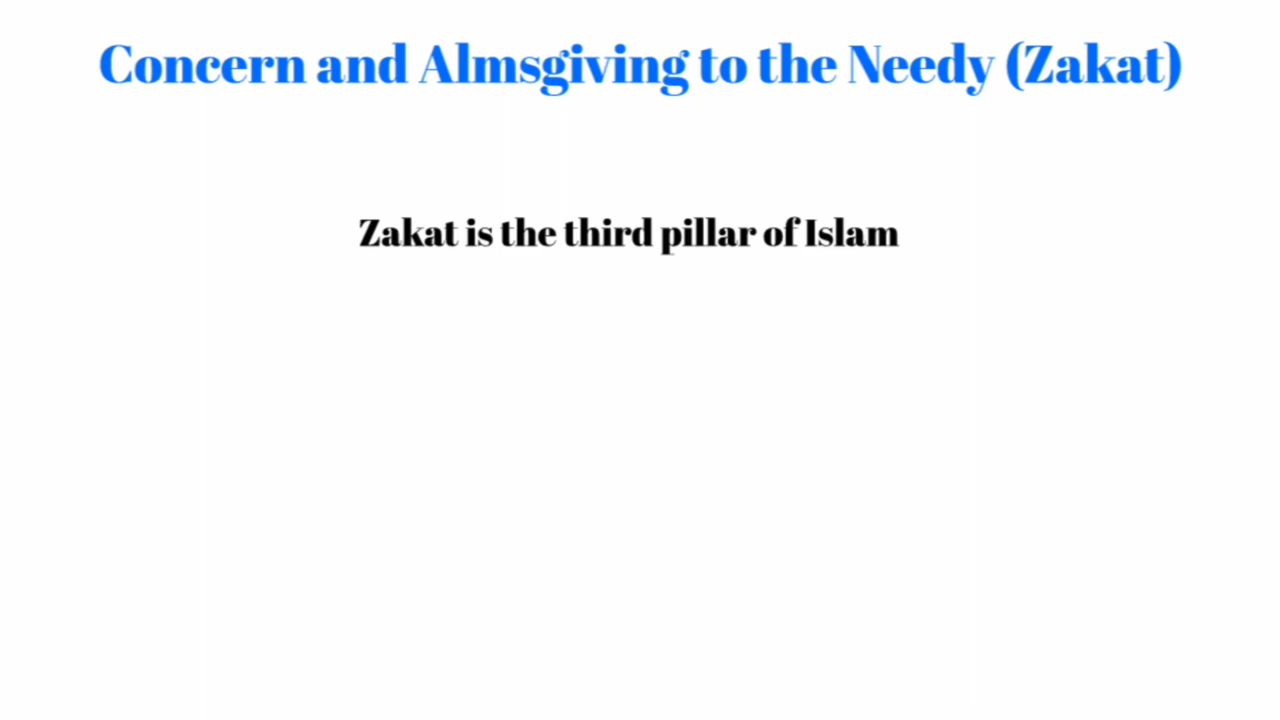 Concern and Almsgiving to the Needy (Zakat)
Zakat is the third pillar of Islam